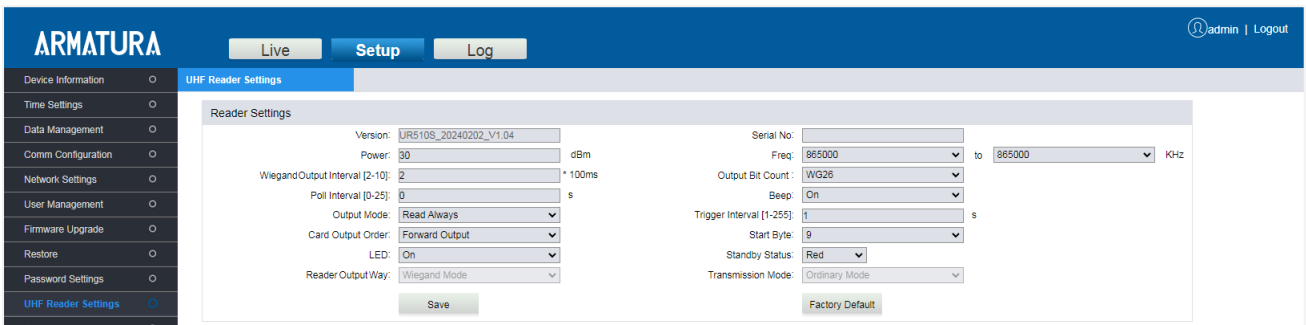 admin | Logout
ARMATURA
Live Setup Log
Device Information
Time Settings
Data Management
Comm Configuration
Network Settings
User Management
Firmware Upgrade
Restore
Password Settings
UHF Reader Settings
UHF Reader Settings
Reader Settings
Version: UR510S_20240202_V1.04 Serial No:
Power: 30 dBm Freq: 865000 to 865000 KHz
WiegandOutput Interval [2-10]: 2 * 100ms Output Bit Count : WG26
Poll Interval [0-25]: 0 s Beep: On
Output Mode: Read Always Trigger Interval [1-255]: 1 s
Card Output Order: Forward Output Start Byte: 9
LED: On Standby Status: Red
Reader Output Way: Wiegand Mode Transmission Mode: Ordinary Mode
Save Factory Default